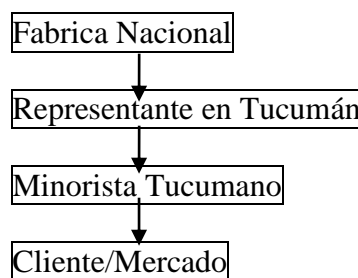 Fabrica Nacional
Representante en Tucumán
Minorista Tucumano
Cliente/Mercado